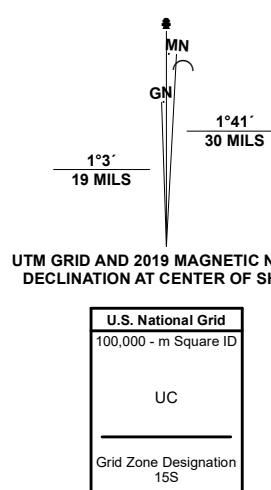 MN
GN
1°41´
30 MILS
1°3´
19 MILS
UTM GRID AND 2019 MAGNETIC N
DECLINATION AT CENTER OF SH
U.S. National Grid
100,000 - m Square ID
UC
Grid Zone Designation
15S